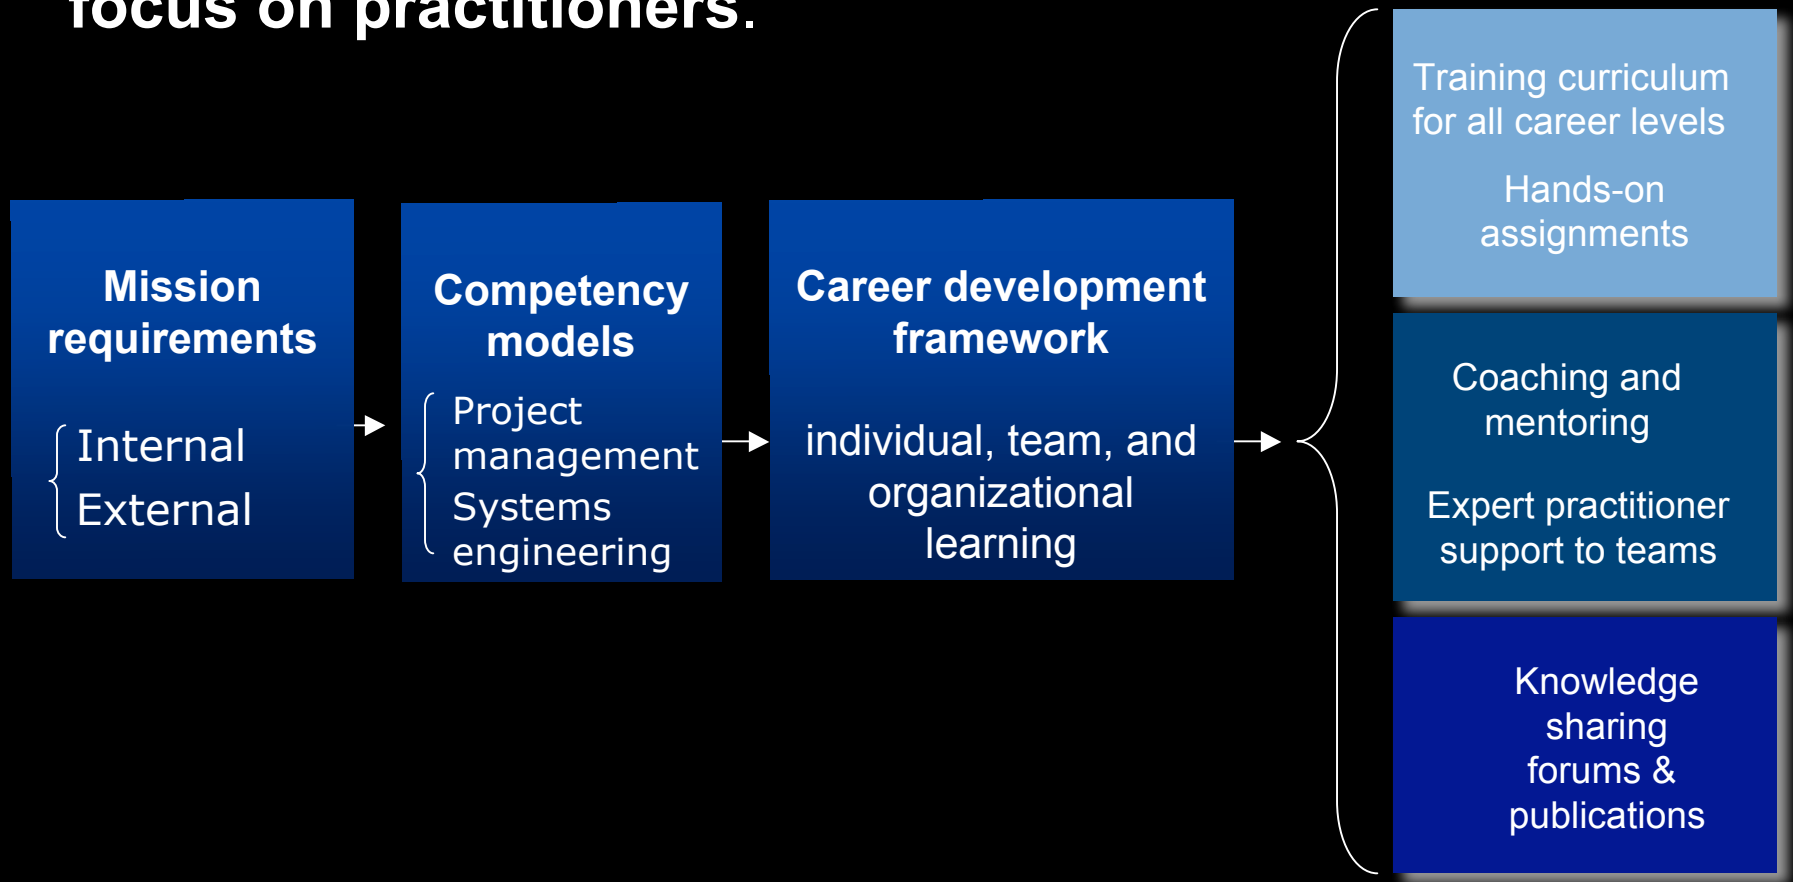 focus on practitioners.
Mission
requirements
Internal
External
Competency
models
Project
management
Systems
engineering
Career development
framework
individual, team, and
organizational
learning
Training curriculum
for all career levels
Hands-on
assignments
Coaching and
mentoring
Expert practitioner
support to teams
Knowledge
sharing
forums &
publications